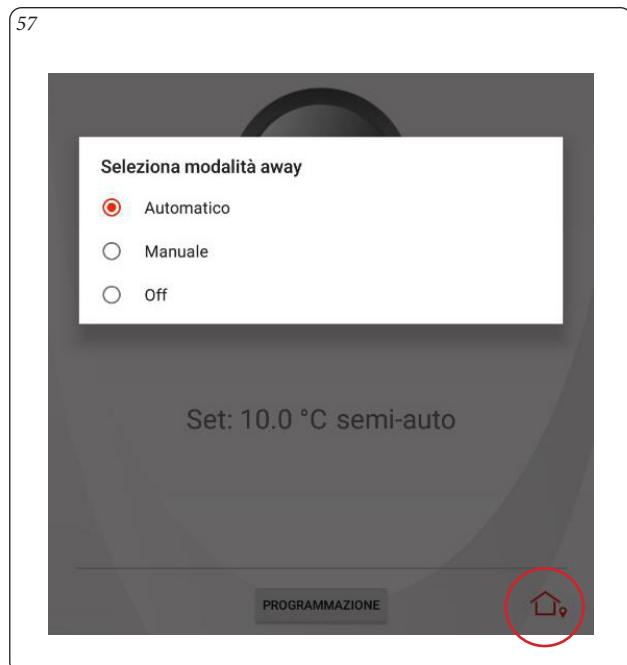 57
Seleziona modalità away
Automatico
Manuale
Off
Set: 10.0 °C semi-auto
PROGRAMMAZIONE